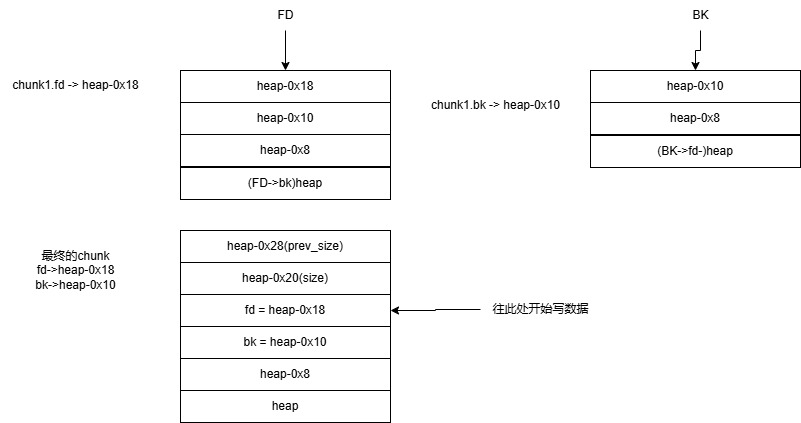 FD
BK
chunk1.fd -> heap-0x18
heap-0x18
heap-0x10
heap-0x8
(FD->bk)heap
chunk1.bk -> heap-0x10
heap-0x10
heap-0x8
(BK->fd-)heap
最终的chunk
fd->heap-0x18
bk->heap-0x10
heap-0x28(prev_size)
heap-0x20(size)
fd = heap-0x18
bk = heap-0x10
heap-0x8
heap
往此处开始写数据